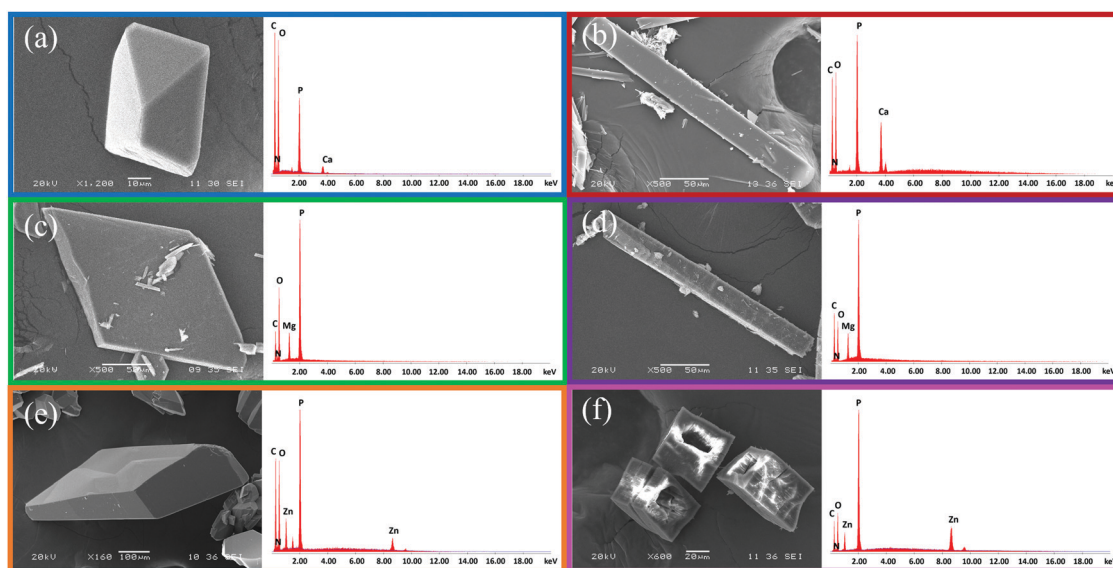 (a)
C
O
P
N
Ca
20kV X1,200 10µm 11 30 SEI
2.00 4.00 6.00 8.00 10.00 12.00 14.00 16.00 18.00 keV
(b)
P
C
O
Ca
N
20kV X500 50µm 13 36 SEI
2.00 4.00 6.00 8.00 10.00 12.00 14.00 16.00 18.00 keV
(c)
P
O
C
Mg
N
20kV X500 50µm 09 35 SEI
2.00 4.00 6.00 8.00 10.00 12.00 14.00 16.00 18.00 keV
(d)
P
C
O
Mg
N
20kV X500 50µm 11 35 SEI
2.00 4.00 6.00 8.00 10.00 12.00 14.00 16.00 18.00 keV
(e)
P
C
O
Zn
Zn
N
20kV X160 100µm 10 36 SEI
2.00 4.00 6.00 8.00 10.00 12.00 14.00 16.00 18.00 keV
(f)
P
O
C
Zn
Zn
N
20kV X600 20µm 11 36 SEI
2.00 4.00 6.00 8.00 10.00 12.00 14.00 16.00 18.00 keV